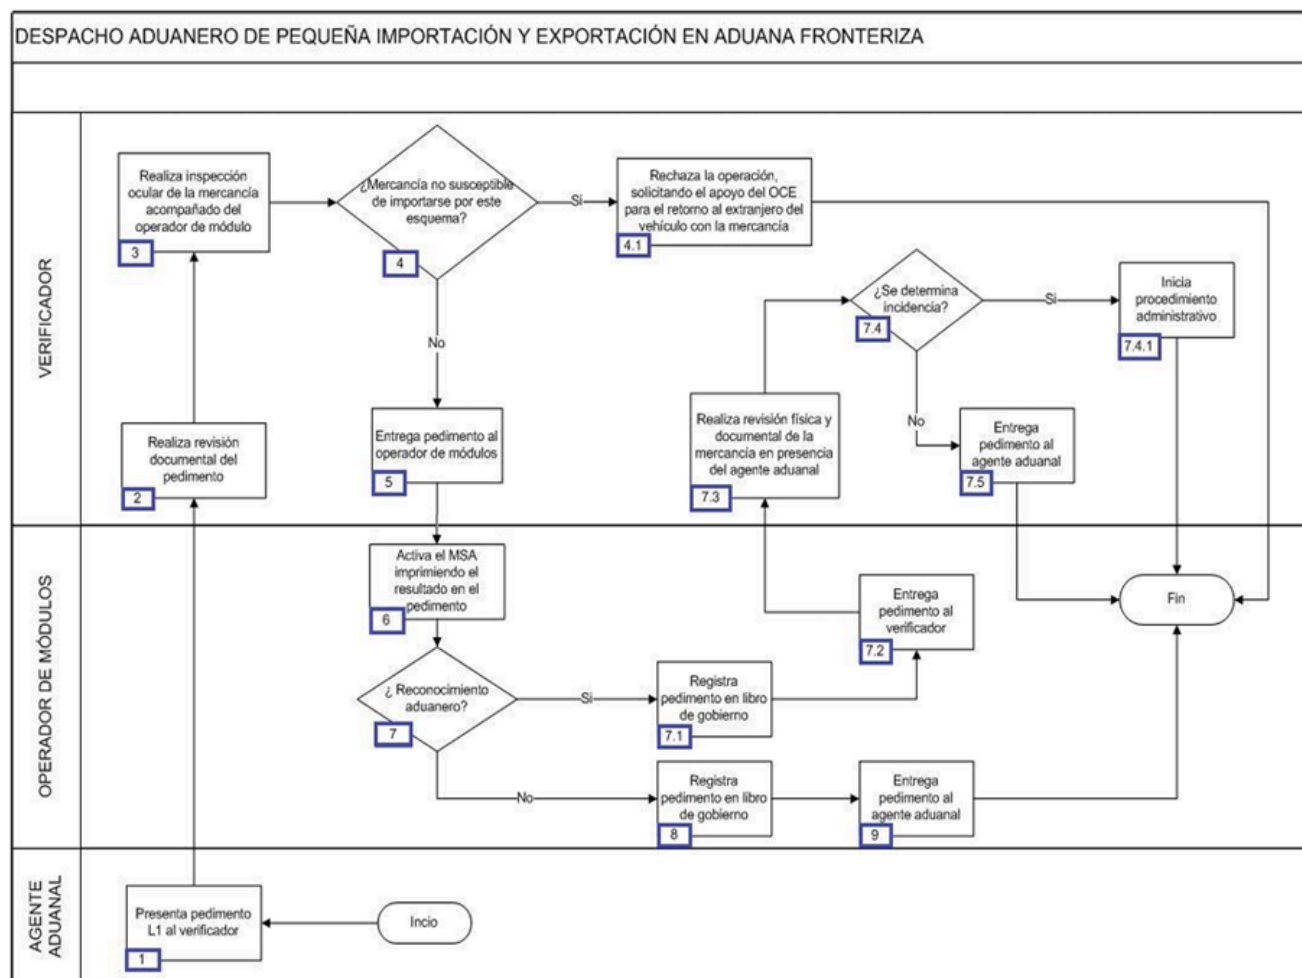 DESPACHO ADUANERO DE PEQUEÑA IMPORTACIÓN Y EXPORTACIÓN EN ADUANA FRONTERIZA
VERIFICADOR
Realiza inspección
ocular de la mercancía
acompañado del
operador de módulo
3
¿Mercancía no susceptible
de importarse por este
esquema?
4
Si
Rechaza la operación,
solicitando el apoyo del OCE
para el retorno al extranjero del
vehículo con la mercancía
4.1
No
¿Se determina
incidencia?
7.4
Si
Inicia
procedimiento
administrativo
7.4.1
No
Realiza revisión
documental del
pedimento
2
Entrega pedimento al
operador de módulos
5
Realiza revisión física y
documental de la
mercancía en presencia
del agente aduanal
7.3
Entrega
pedimento al
agente aduanal
7.5
OPERADOR DE MÓDULOS
Activa el MSA
imprimiendo el
resultado en el
pedimento
6
Entrega
pedimento al
verificador
7.2
Fin
¿ Reconocimiento
aduanero?
7
Si
Registra
pedimento en libro
de gobierno
7.1
No
Registra
pedimento en libro
de gobierno
8
Entrega
pedimento al
agente aduanal
9
AGENTE
ADUANAL
Presenta pedimento
L1 al verificador
1
Incio